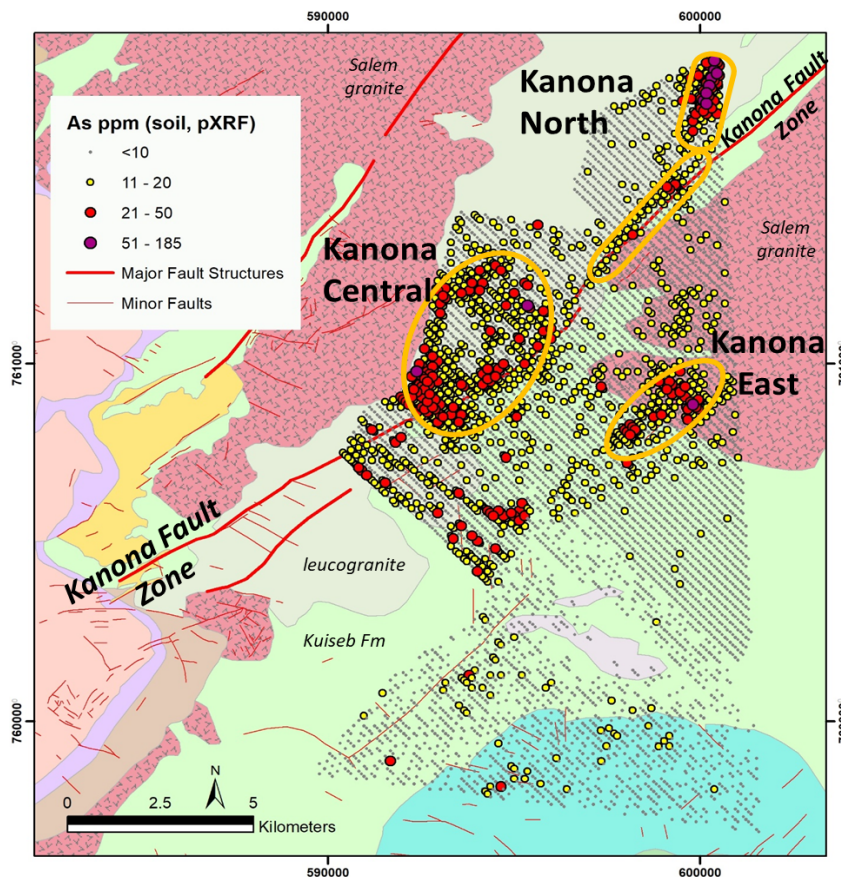 590000
600000
Salem
granite
Kanona
North
Kanona Fault
Zone
As ppm (soil, pXRF)
<10
11 - 20
21 - 50
51 - 185
Major Fault Structures
Minor Faults
Salem
granite
Kanona
Central
761000
Kanona
East
Kanona Fault
Zone
leucogranite
Kuiseb Fm
760000
N
0
2.5
5
Kilometers
590000
600000